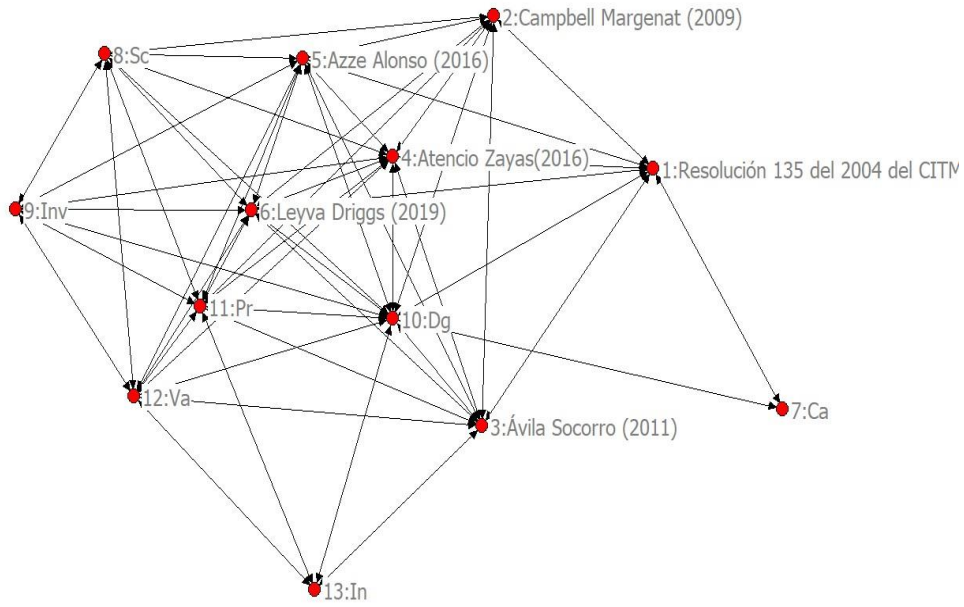 2:Campbell Margenat (2009)
8:Sc
5:Azze Alonso (2016)
4:Atencio Zayas(2016)
1:Resolución 135 del 2004 del CITM
9:Inv
6:Leyva Driggs (2019)
11:Pr
10:Dg
12:Va
7:Ca
3:Ávila Socorro (2011)
13:In